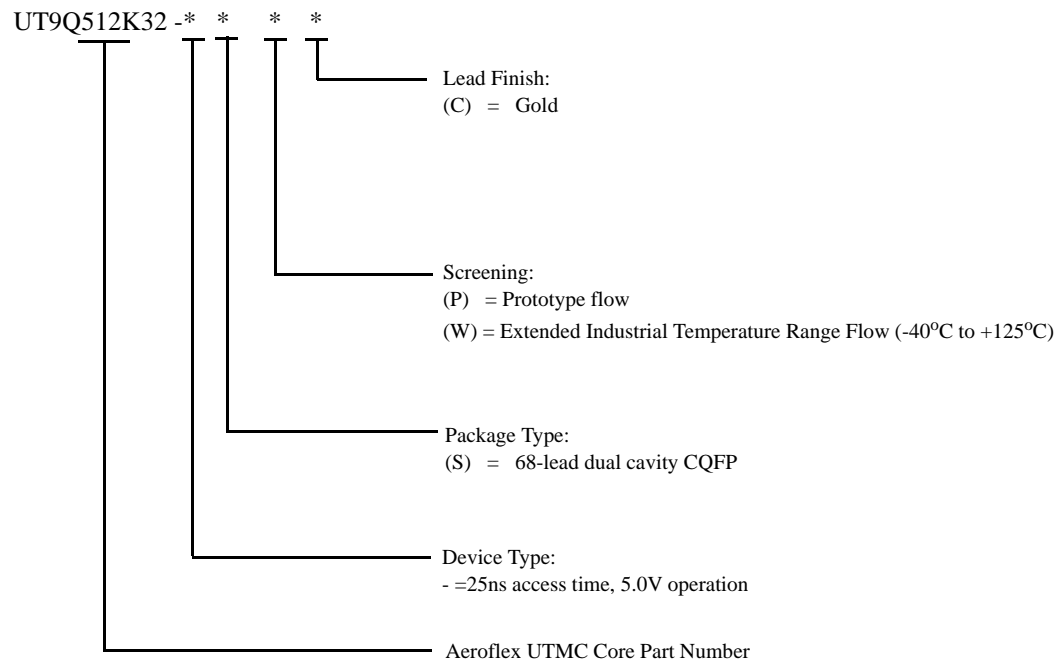 UT9Q512K32 -* * * *
Lead Finish:
(C) = Gold
Screening:
(P) = Prototype flow
(W) = Extended Industrial Temperature Range Flow (-40°C to +125°C)
Package Type:
(S) = 68-lead dual cavity CQFP
Device Type:
- =25ns access time, 5.0V operation
Aeroflex UTMC Core Part Number